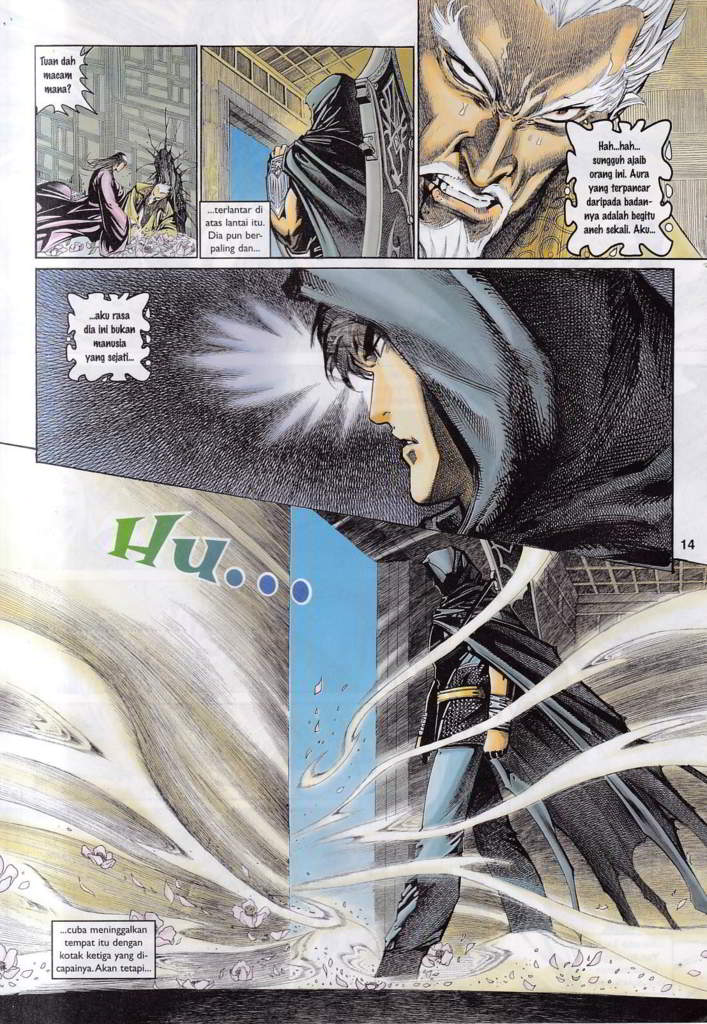 Tuan dah
macam
mana?
...terlantar di
atas lantai itu.
Dia pun ber-
paling dan...
Hah...hah...
sungguh ajaib
orang ini. Aura
yang terpancar
daripada badan-
nya adalah begitu
aneh sekali. Aku...
...aku rasa
dia ini bukan
manusia
yang sejati...
14
Hu...
...cuba meninggalkan
tempat itu dengan
kotak ketiga yang di-
capainya. Akan tetapi...